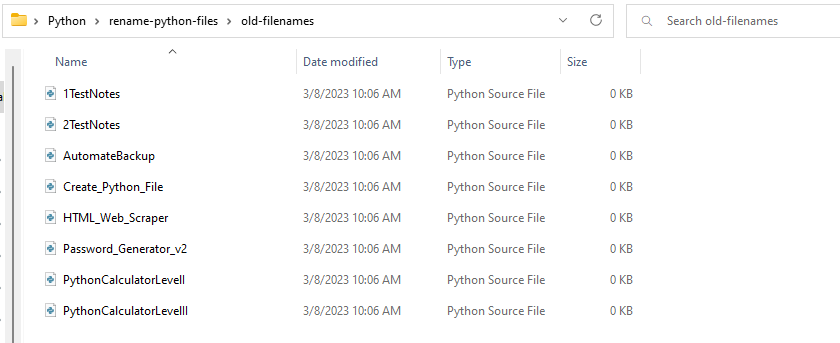 Python > rename-python-files > old-filenames Search old-filenames
Name Date modified Type Size
1TestNotes 3/8/2023 10:06 AM Python Source File 0 KB
2TestNotes 3/8/2023 10:06 AM Python Source File 0 KB
AutomateBackup 3/8/2023 10:06 AM Python Source File 0 KB
Create_Python_File 3/8/2023 10:06 AM Python Source File 0 KB
HTML_Web_Scraper 3/8/2023 10:06 AM Python Source File 0 KB
Password_Generator_v2 3/8/2023 10:06 AM Python Source File 0 KB
PythonCalculatorLevelI 3/8/2023 10:06 AM Python Source File 0 KB
PythonCalculatorLevelII 3/8/2023 10:06 AM Python Source File 0 KB